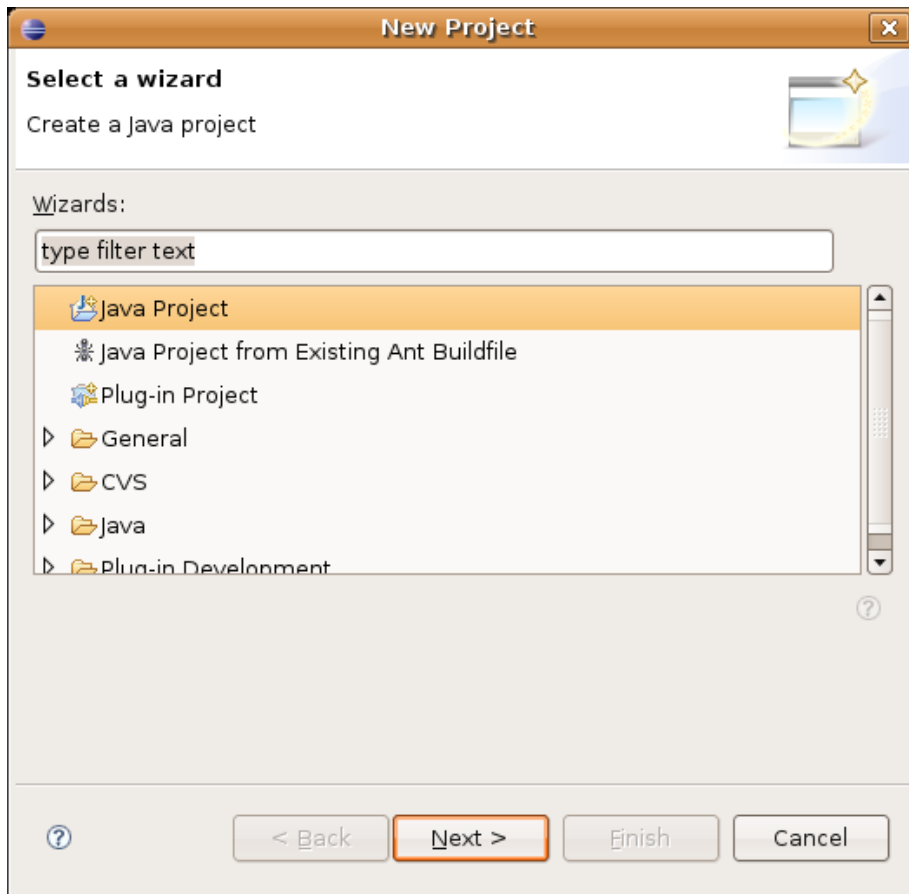 New Project
Select a wizard
Create a Java project
Wizards:
type filter text
Java Project
Java Project from Existing Ant Buildfile
Plug-in Project
General
CVS
Java
Plug-in Development
< Back Next > Finish Cancel